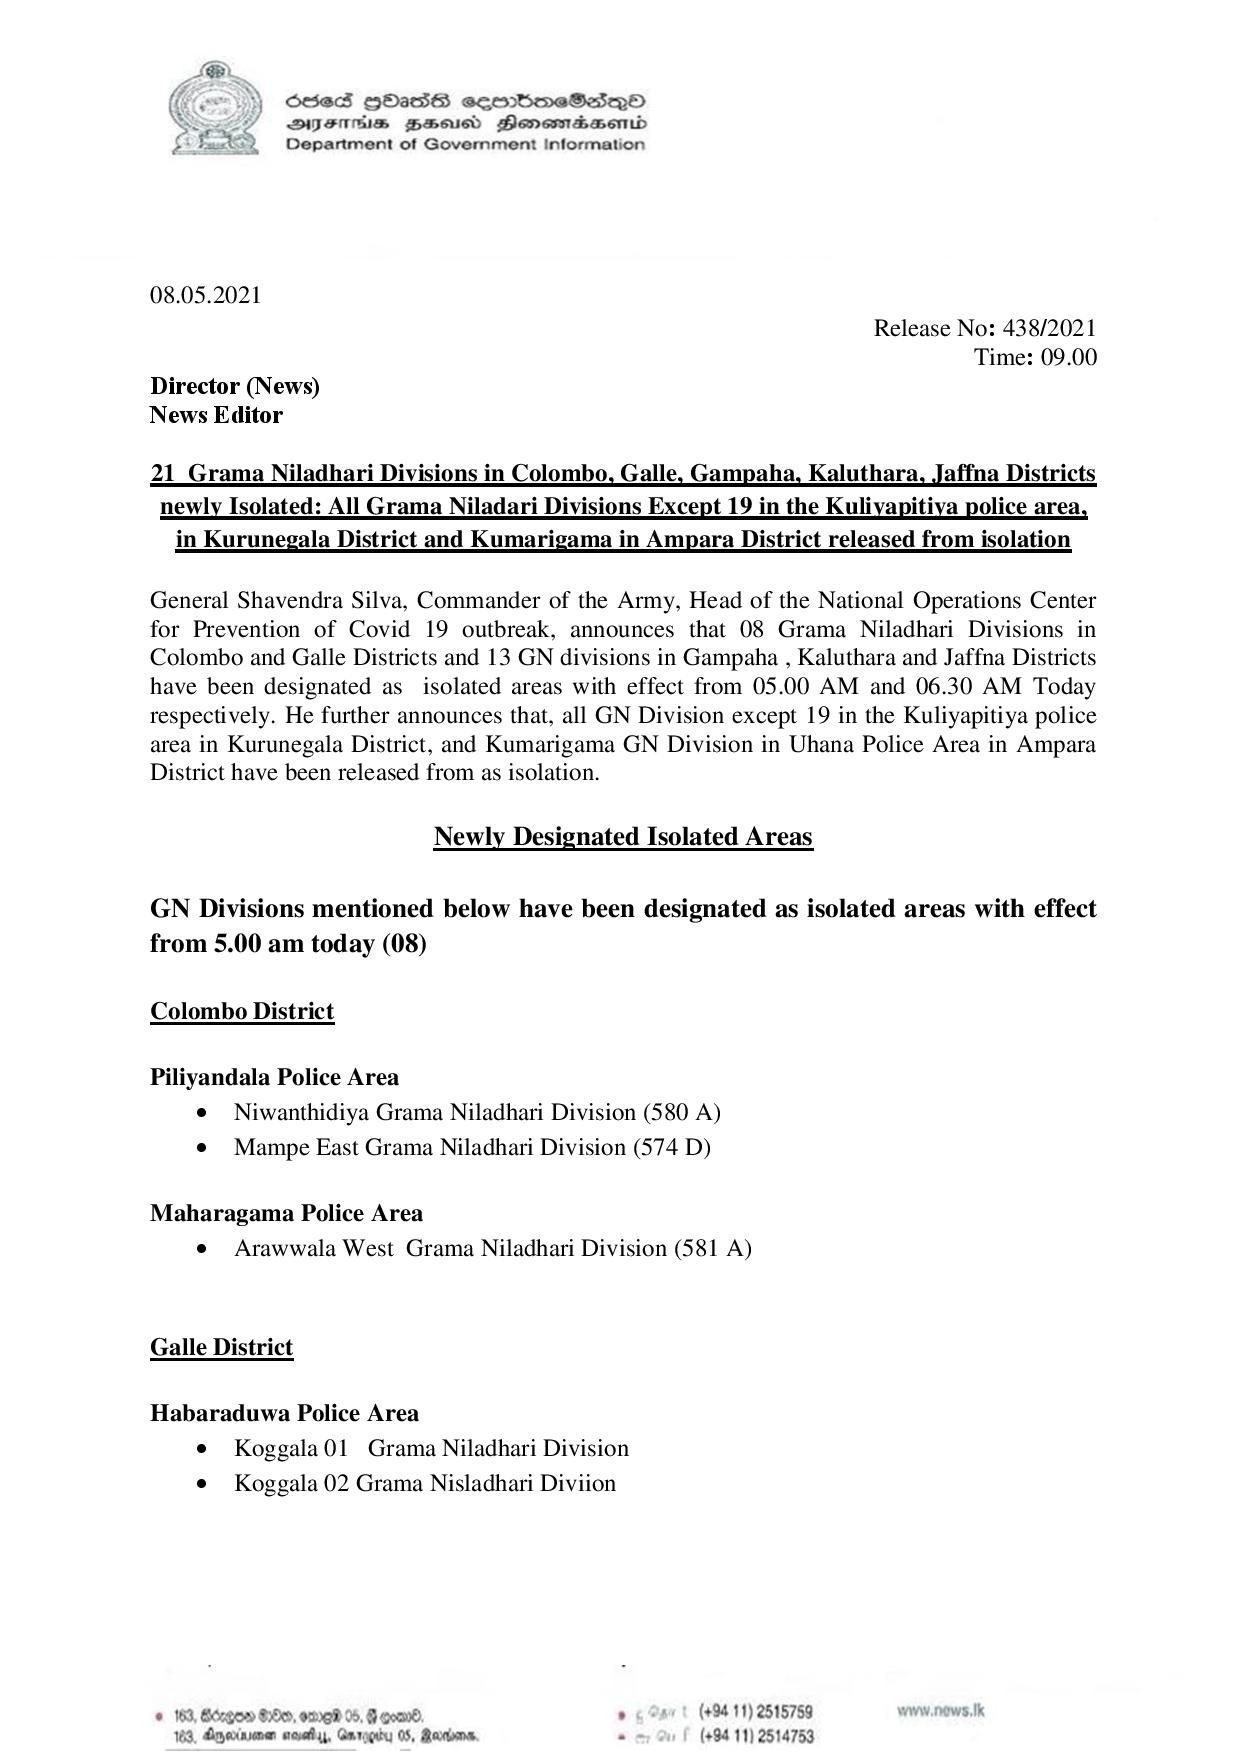 රජයේ ප්‍රවෘත්ති දෙපාර්තමේන්තුව
அரசாங்க தகவல் திணைக்களம்
Department of Government Information
08.05.2021
Release No: 438/2021
Time: 09.00
Director (News)
News Editor
21 Grama Niladhari Divisions in Colombo, Galle, Gampaha, Kaluthara, Jaffna Districts
newly Isolated: All Grama Niladari Divisions Except 19 in the Kuliyapitiya police area,
in Kurunegala District and Kumarigama in Ampara District released from isolation
General Shavendra Silva, Commander of the Army, Head of the National Operations Center
for Prevention of Covid 19 outbreak, announces that 08 Grama Niladhari Divisions in
Colombo and Galle Districts and 13 GN divisions in Gampaha , Kaluthara and Jaffna Districts
have been designated as isolated areas with effect from 05.00 AM and 06.30 AM Today
respectively. He further announces that, all GN Division except 19 in the Kuliyapitiya police
area in Kurunegala District, and Kumarigama GN Division in Uhana Police Area in Ampara
District have been released from as isolation.
Newly Designated Isolated Areas
GN Divisions mentioned below have been designated as isolated areas with effect
from 5.00 am today (08)
Colombo District
Piliyandala Police Area
• Niwanthidiya Grama Niladhari Division (580 A)
• Mampe East Grama Niladhari Division (574 D)
Maharagama Police Area
• Arawwala West Grama Niladhari Division (581 A)
Galle District
Habaraduwa Police Area
• Koggala 01 Grama Niladhari Division
• Koggala 02 Grama Nisladhari Diviion
163, කිරුලපන මාවත, කොළඹ 05, ශ්‍රී ලංකාව.
163, கிருலப்பனை எவனியூ, கொழும்பு 05, இலங்கை.
(+94 11) 2515759
(+94 11) 2514753
www.news.lk